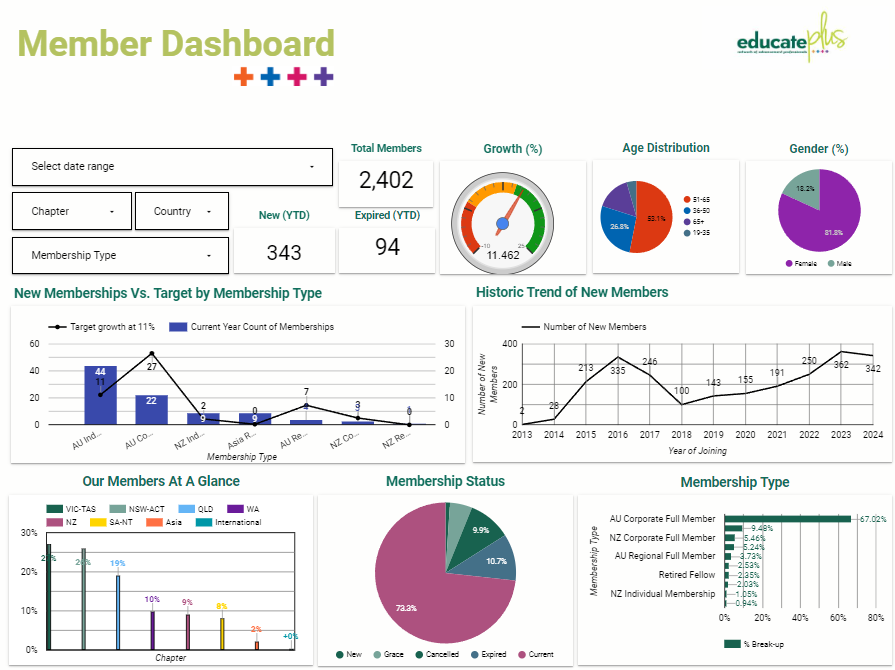 Member Dashboard
educate plus
Select date range
Chapter
Country
Membership Type
Total Members
2,402
New (YTD)
343
Expired (YTD)
94
Growth (%)
-10
25
11.462
Age Distribution
53.1%
26.8%
51-65
36-50
65+
19-35
Gender (%)
18.2%
81.8%
Female
Male
New Memberships Vs. Target by Membership Type
Target growth at 11%
Current Year Count of Memberships
60
40
20
0
30
20
10
0
44
11
27
22
2
9
0
9
7
3
AU Ind...
AU Co...
NZ Ind...
Asia R...
AU Re...
NZ Co...
NZ Re...
Membership Type
Historic Trend of New Members
Number of New Members
Number of New
Members
400
200
0
2
28
213
335
246
100
143
155
191
250
362
342
2013 2014 2015 2016 2017 2018 2019 2020 2021 2022 2023 2024
Year of Joining
Our Members At A Glance
VIC-TAS
NSW-ACT
QLD
WA
NZ
SA-NT
Asia
International
30%
20%
10%
0%
19%
10%
9%
8%
2%
+0%
Chapter
Membership Status
9.9%
10.7%
73.3%
New
Grace
Cancelled
Expired
Current
Membership Type
Membership Type
AU Corporate Full Member
NZ Corporate Full Member
AU Regional Full Member
Retired Fellow
NZ Individual Membership
67.02%
9.48%
5.46%
5.24%
3.73%
2.53%
2.35%
2.03%
1.05%
0.94%
0% 20% 40% 60% 80%
% Break-up